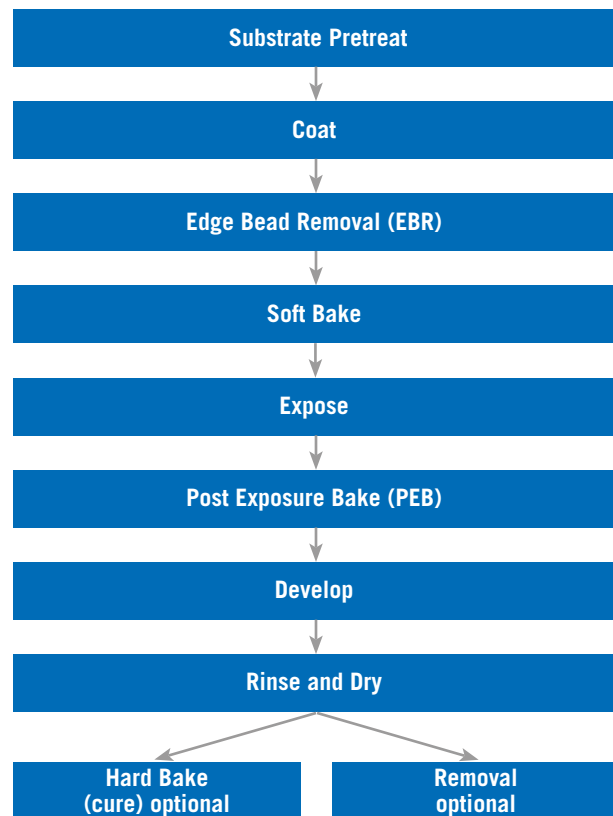 Substrate Pretreat
Coat
Edge Bead Removal (EBR)
Soft Bake
Expose
Post Exposure Bake (PEB)
Develop
Rinse and Dry
Hard Bake
(cure) optional
Removal
optional